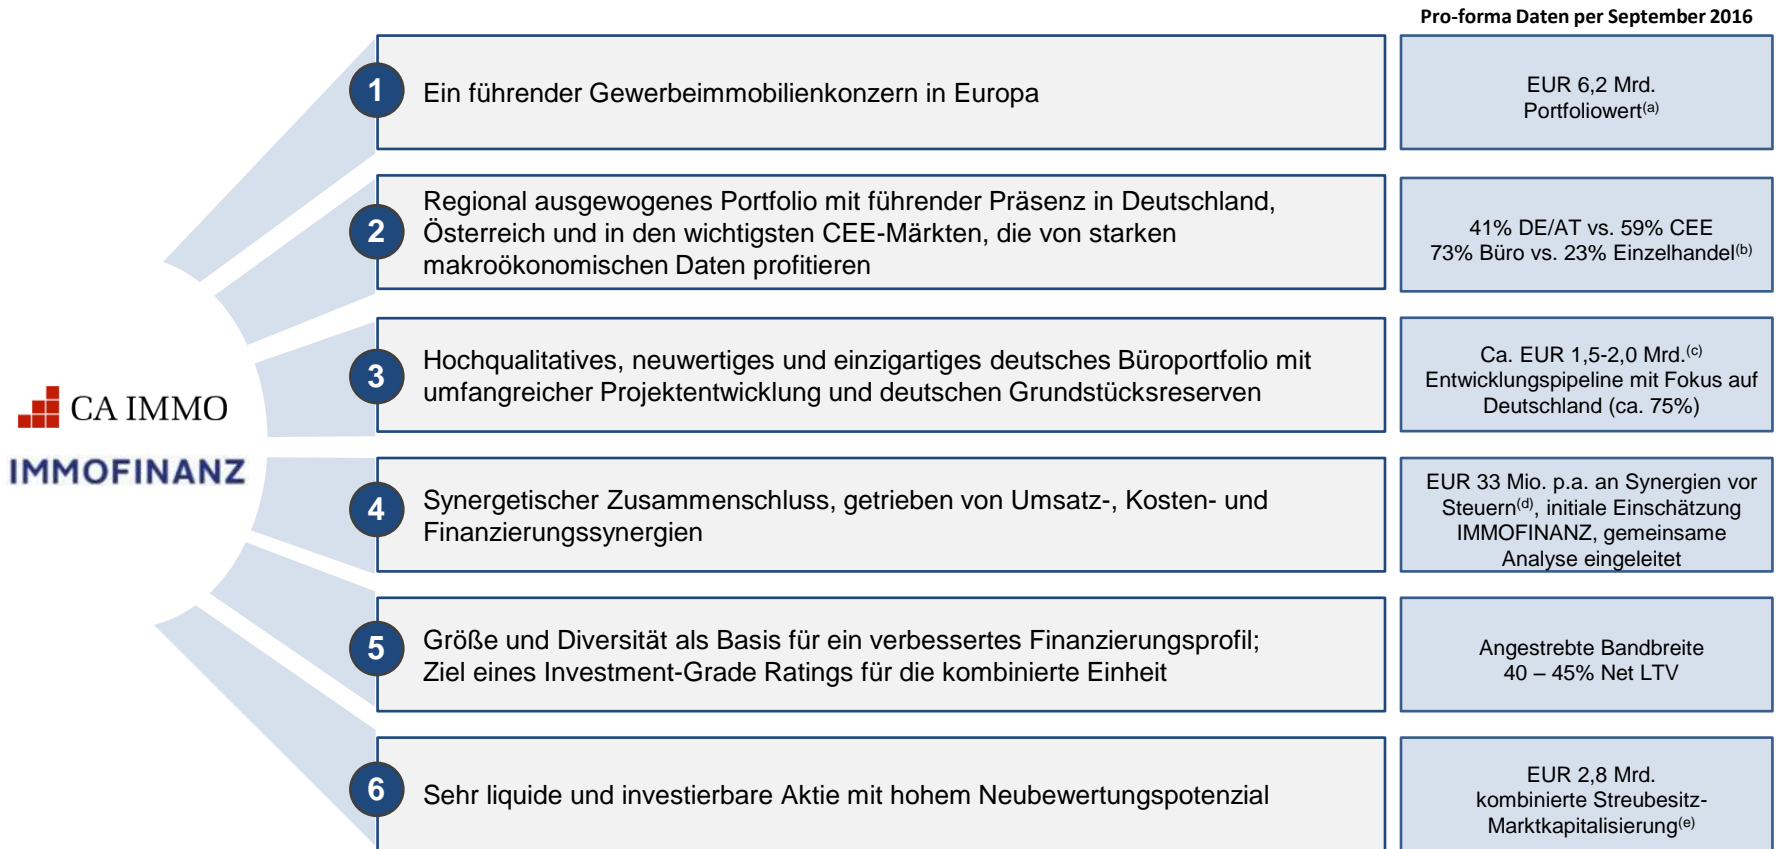 Pro-forma Daten per September 2016
1
Ein führender Gewerbeimmobilienkonzern in Europa
EUR 6,2 Mrd.
Portfoliowert(a)
2
Regional ausgewogenes Portfolio mit führender Präsenz in Deutschland,
Österreich und in den wichtigsten CEE-Märkten, die von starken
makroökonomischen Daten profitieren
41% DE/AT vs. 59% CEE
73% Büro vs. 23% Einzelhandel(b)
3
Hochqualitatives, neuwertiges und einzigartiges deutsches Büroportfolio mit
umfangreicher Projektentwicklung und deutschen Grundstücksreserven
Ca. EUR 1,5-2,0 Mrd.(c)
Entwicklungspipeline mit Fokus auf
Deutschland (ca. 75%)
CA IMMO
IMMOFINANZ
4
Synergetischer Zusammenschluss, getrieben von Umsatz-, Kosten- und
Finanzierungssynergien
EUR 33 Mio. p.a. an Synergien vor
Steuern(d), initiale Einschätzung
IMMOFINANZ, gemeinsame
Analyse eingeleitet
5
Größe und Diversität als Basis für ein verbessertes Finanzierungsprofil;
Ziel eines Investment-Grade Ratings für die kombinierte Einheit
Angestrebte Bandbreite
40 – 45% Net LTV
6
Sehr liquide und investierbare Aktie mit hohem Neubewertungspotenzial
EUR 2,8 Mrd.
kombinierte Streubesitz-
Marktkapitalisierung(e)